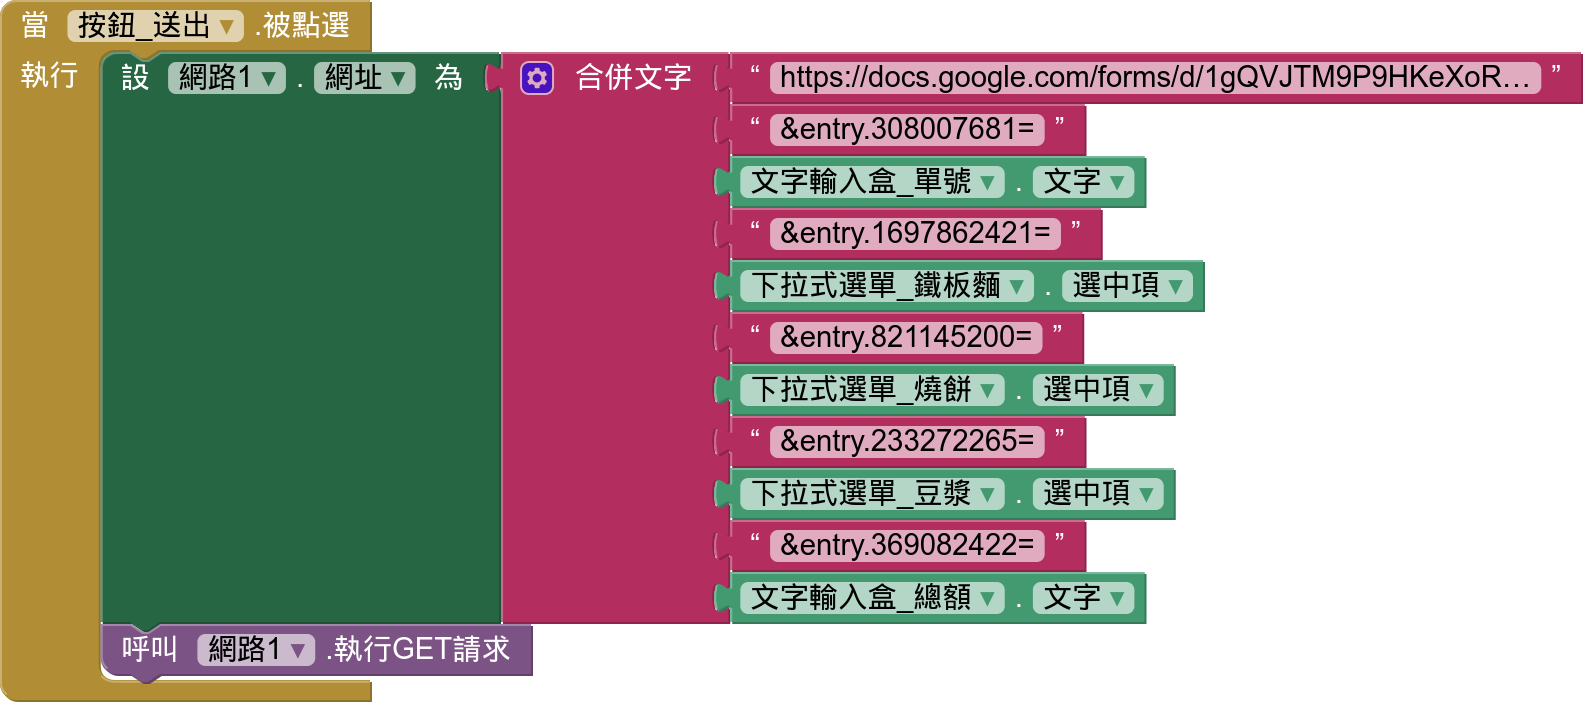 當 按鈕_送出 .被點選
執行 設 網路1 . 網址 為 合併文字 “ https://docs.google.com/forms/d/1gQVJTM9P9HKeXoR... ”
“ &entry.308007681= ”
文字輸入盒_單號 . 文字
“ &entry.1697862421= ”
下拉式選單_鐵板麵 . 選中項
“ &entry.821145200= ”
下拉式選單_燒餅 . 選中項
“ &entry.233272265= ”
下拉式選單_豆漿 . 選中項
“ &entry.369082422= ”
文字輸入盒_總額 . 文字
呼叫 網路1 .執行GET請求